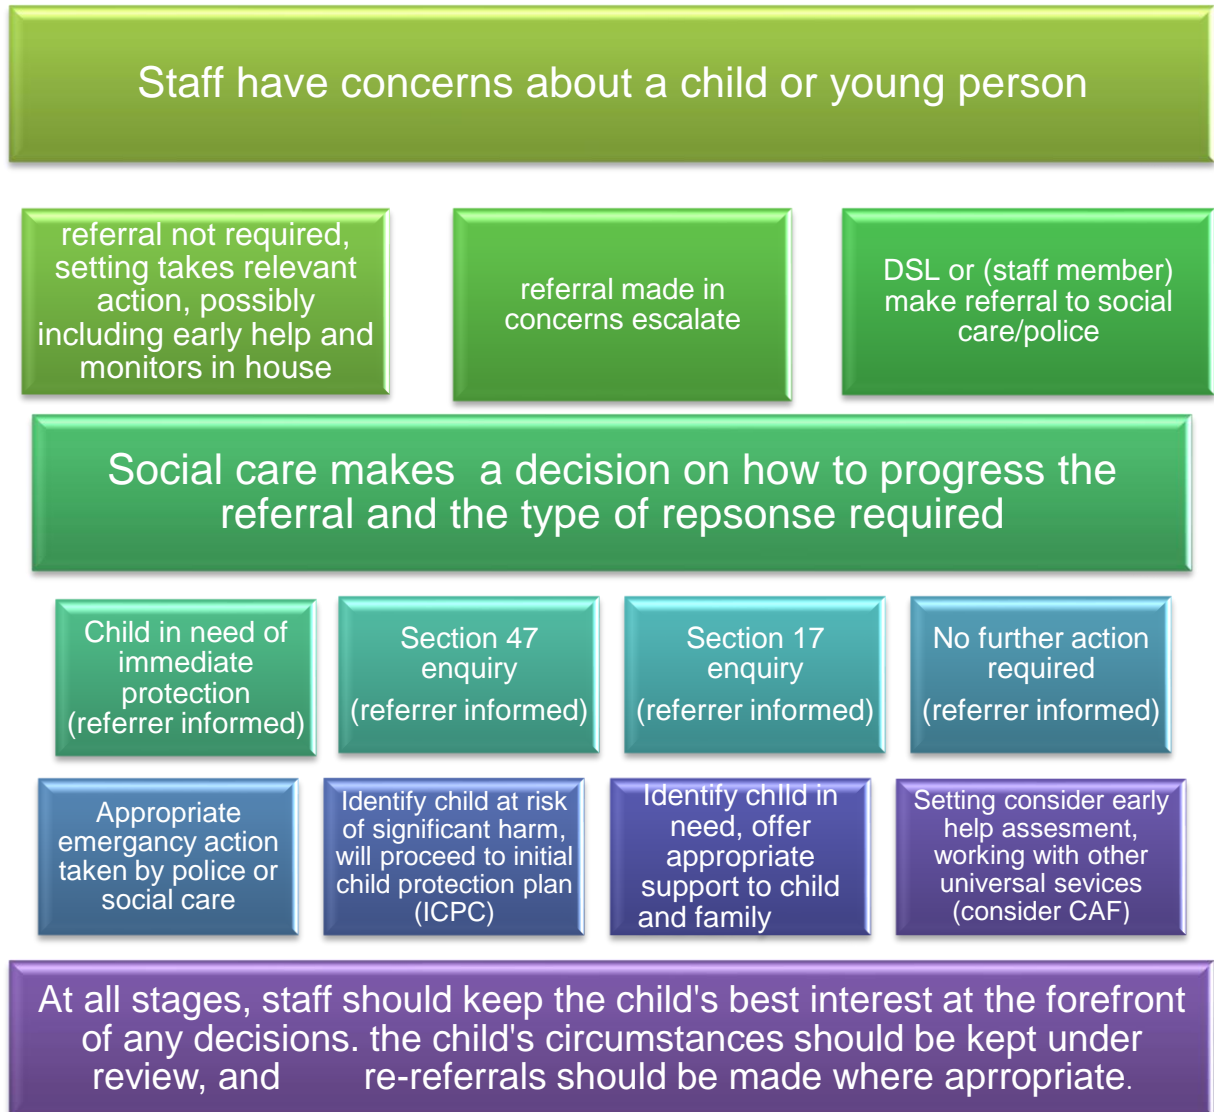 Staff have concerns about a child or young person
referral not required,
setting takes relevant
action, possibly
including early help and
monitors in house
referral made in
concerns escalate
DSL or (staff member)
make referral to social
care/police
Social care makes  a decision on how to progress the
referral and the type of repsonse required
Child in need of
immediate
protection
(referrer informed)
Section 47
enquiry
(referrer informed)
Section 17
enquiry
(referrer informed)
No further action
required
(referrer informed)
Appropriate
emergancy action
taken by police or
social care
Identify child at risk
of significant harm,
will proceed to initial
child protection plan
(ICPC)
Identify chIld in
need, offer
appropriate
support to child
and family
Setting consider early
help assesment,
working with other
universal sevices
(consider CAF)
At all stages, staff should keep the child's best interest at the forefront
of any decisions. the child's circumstances should be kept under
review, and        re-referrals should be made where aprropriate.